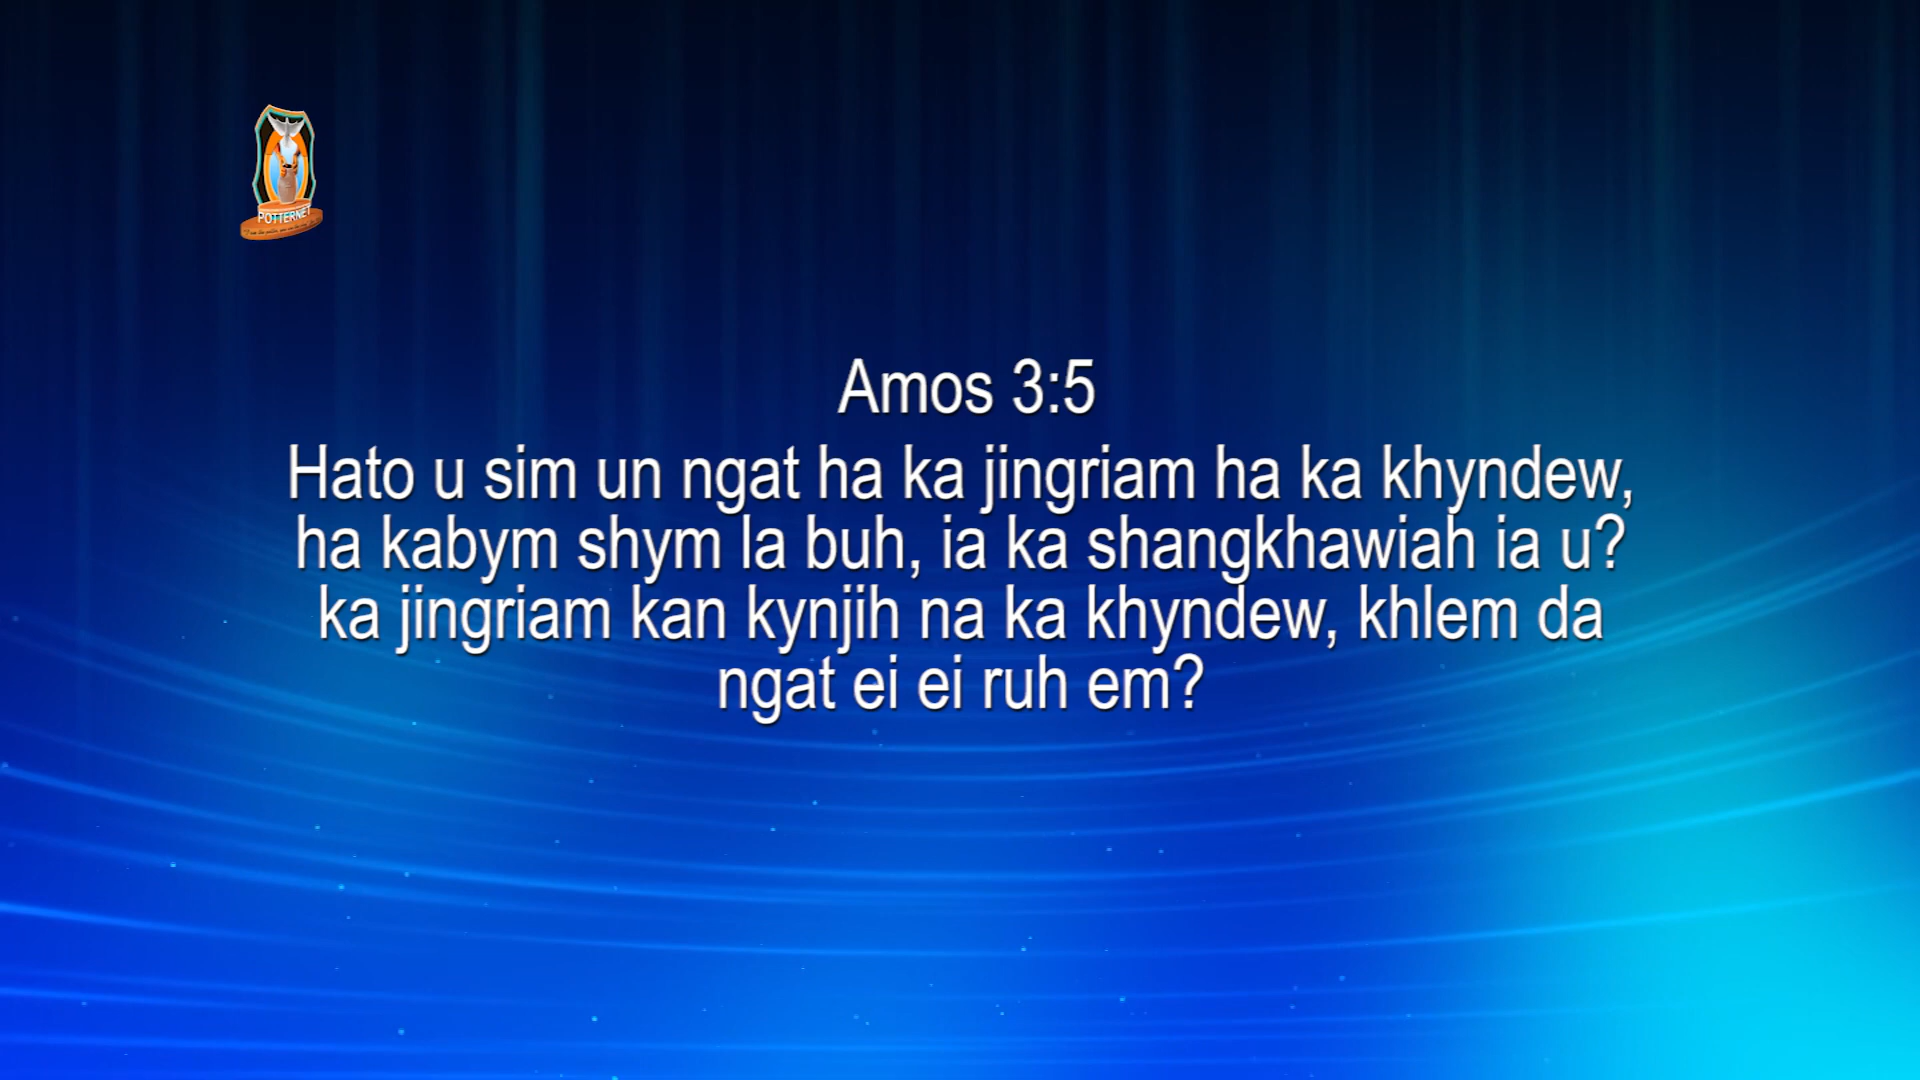 POTTERNET
Amos 3:5
Hato u sim un ngat ha ka jingriam ha ka khyndew,
ha kabym shym la buh, ia ka shangkhawiah ia u?
ka jingriam kan kynjih na ka khyndew, khlem da
ngat ei ei ruh em?